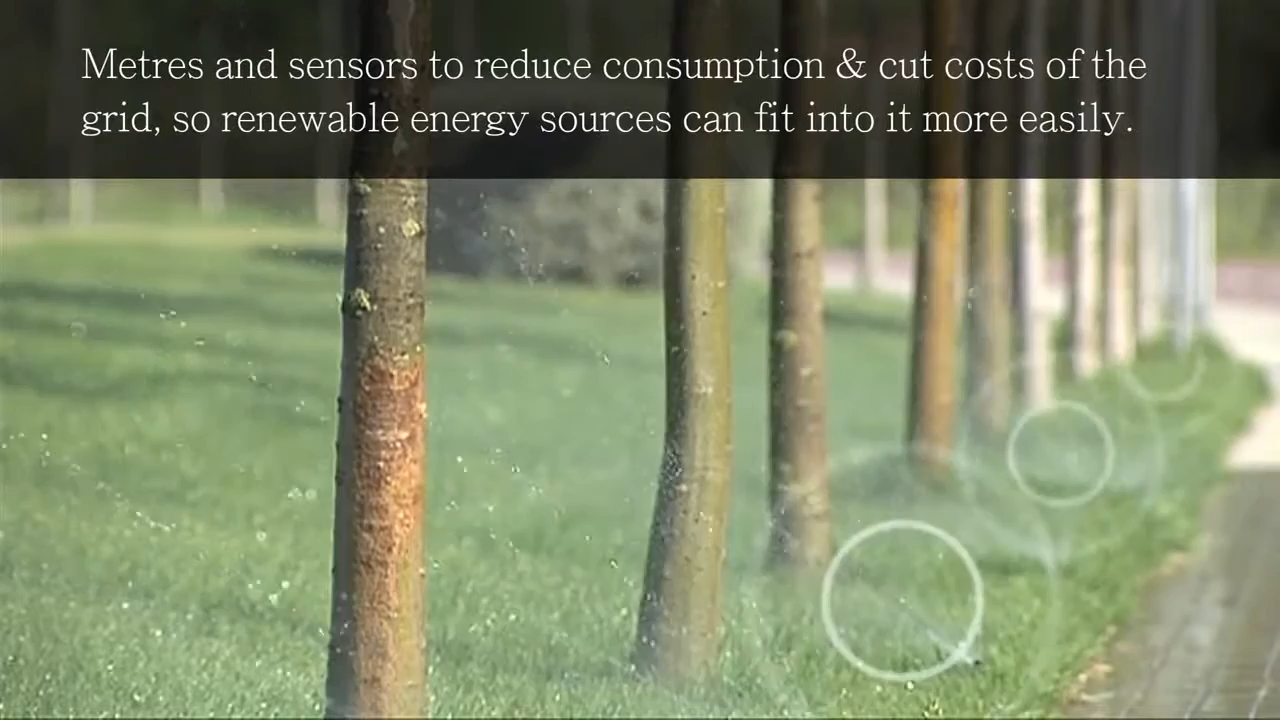 Metres and sensors to reduce consumption & cut costs of the
grid, so renewable energy sources can fit into it more easily.